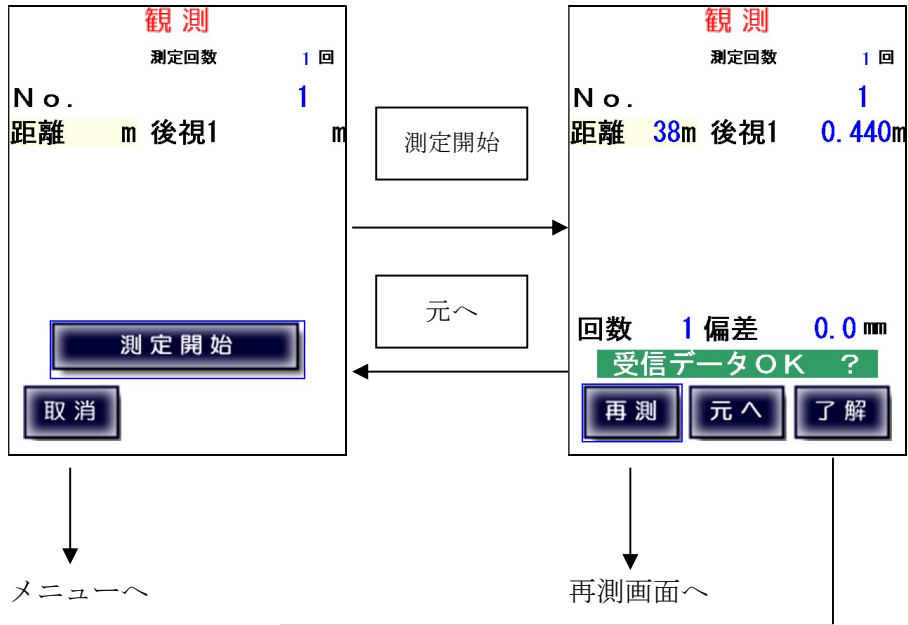 観測
測定回数 1 回
No. 1
距離 m 後視1 m
測定開始
取消
メニューへ
測定開始
元へ
観測
測定回数 1 回
No. 1
距離 38m 後視1 0.440m
回数 1 偏差 0.0 mm
受信データOK ?
再測 元へ 了解
再測画面へ